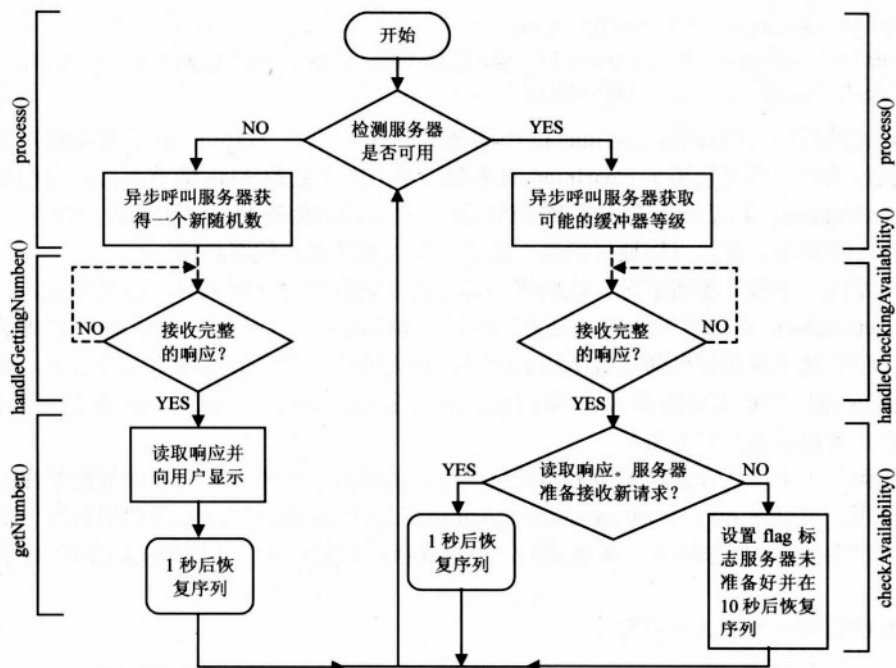 开始
process()
process()
NO
检测服务器
是否可用
YES
异步呼叫服务器获
得一个新随机数
异步呼叫服务器获取
可能的缓冲器等级
handleGettingNumber()
handleCheckingAvailability()
NO
接收完整
的响应？
接收完整
的响应？
NO
YES
YES
getNumber()
checkAvailability()
读取响应并
向用户显示
YES
读取响应。服务器
准备接收新请求？
NO
1 秒后恢
复序列
1 秒后恢
复序列
设置 flag 标
志服务器未
准备好并在
10 秒后恢复
序列